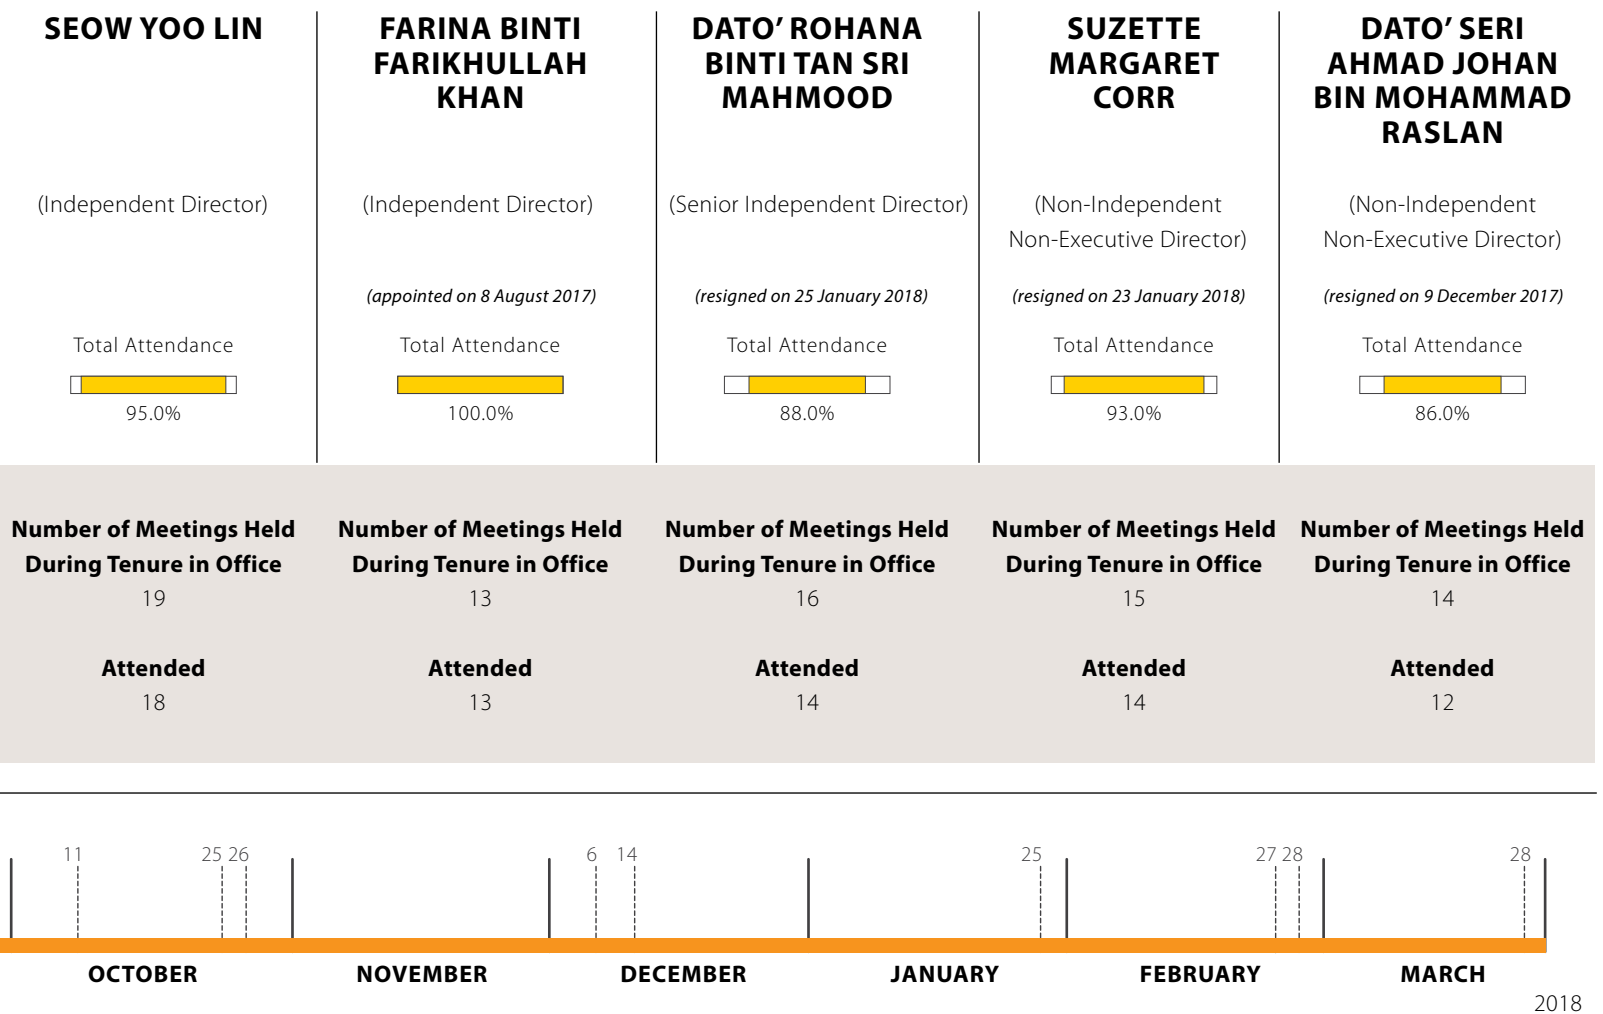 SEOW YOO LIN
(Independent Director)
Total Attendance
95.0%
FARINA BINTI
FARIKHULLAH
KHAN
(Independent Director)
(appointed on 8 August 2017)
Total Attendance
100.0%
DATO’ ROHANA
BINTI TAN SRI
MAHMOOD
(Senior Independent Director)
(resigned on 25 January 2018)
Total Attendance
88.0%
SUZETTE
MARGARET
CORR
(Non-Independent
Non-Executive Director)
(resigned on 23 January 2018)
Total Attendance
93.0%
DATO’ SERI
AHMAD JOHAN
BIN MOHAMMAD
RASLAN
(Non-Independent
Non-Executive Director)
(resigned on 9 December 2017)
Total Attendance
86.0%
Number of Meetings Held
During Tenure in Office
19
Attended
18
Number of Meetings Held
During Tenure in Office
13
Attended
13
Number of Meetings Held
During Tenure in Office
16
Attended
14
Number of Meetings Held
During Tenure in Office
15
Attended
14
Number of Meetings Held
During Tenure in Office
14
Attended
12
11 25 26 6 14 25 27 28 28
OCTOBER NOVEMBER DECEMBER JANUARY FEBRUARY MARCH
2018